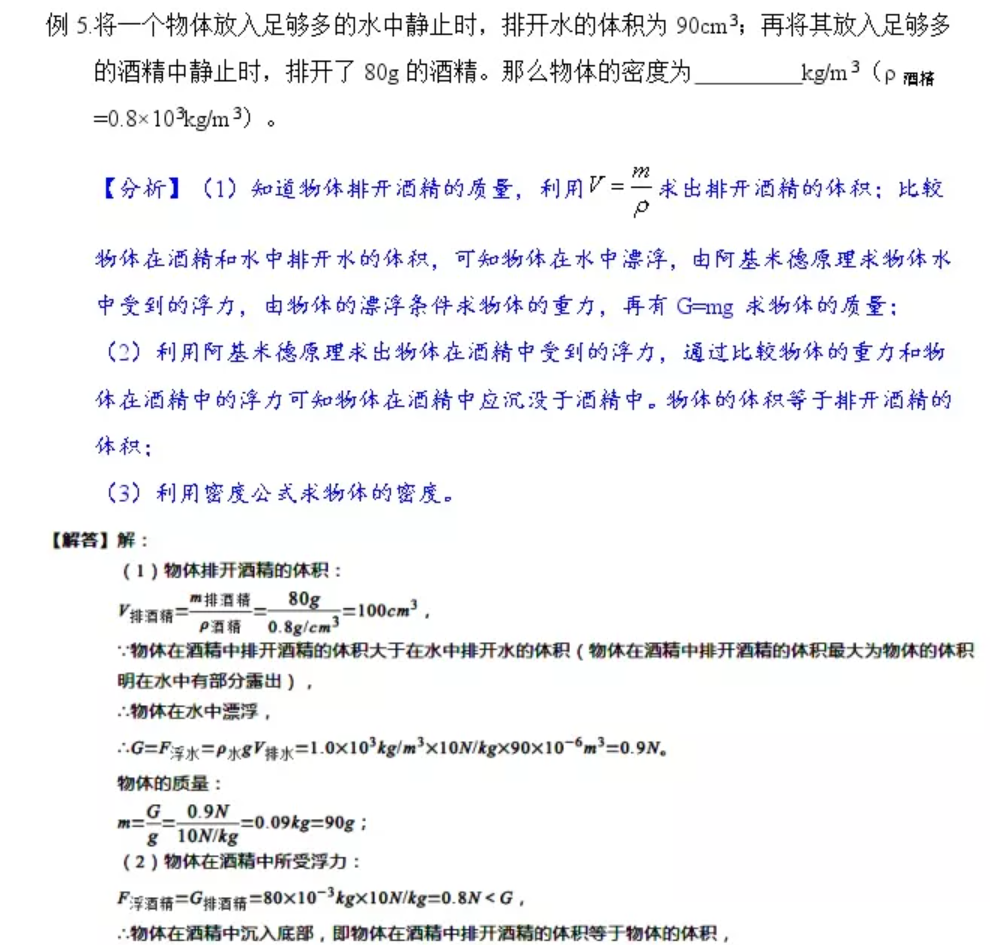 例 5.将一个物体放入足够多的水中静止时，排开水的体积为 90cm³；再将其放入足够多
的酒精中静止时，排开了 80g 的酒精。那么物体的密度为_________kg/m³（ρ酒精
=0.8×10³kg/m³）。
【分析】（1）知道物体排开酒精的质量，利用V=m/ρ求出排开酒精的体积；比较
物体在酒精和水中排开水的体积，可知物体在水中漂浮，由阿基米德原理求物体水
中受到的浮力，由物体的漂浮条件求物体的重力，再有 G=mg 求物体的质量；
（2）利用阿基米德原理求出物体在酒精中受到的浮力，通过比较物体的重力和物
体在酒精中的浮力可知物体在酒精中应沉没于酒精中。物体的体积等于排开酒精的
体积；
（3）利用密度公式求物体的密度。
【解答】解：
（1）物体排开酒精的体积：
V排酒精=m排酒精/ρ酒精=80g/0.8g/cm³=100cm³，
∵物体在酒精中排开酒精的体积大于在水中排开水的体积（物体在酒精中排开酒精的体积最大为物体的体积
明在水中有部分露出），
∴物体在水中漂浮，
∴G=F浮水=ρ水gV排水=1.0×10³kg/m³×10N/kg×90×10⁻⁶m³=0.9N。
物体的质量：
m=G/g=0.9N/10N/kg=0.09kg=90g；
（2）物体在酒精中所受浮力：
F浮酒精=G排酒精=80×10⁻³kg×10N/kg=0.8N<G，
∴物体在酒精中沉入底部，即物体在酒精中排开酒精的体积等于物体的体积，